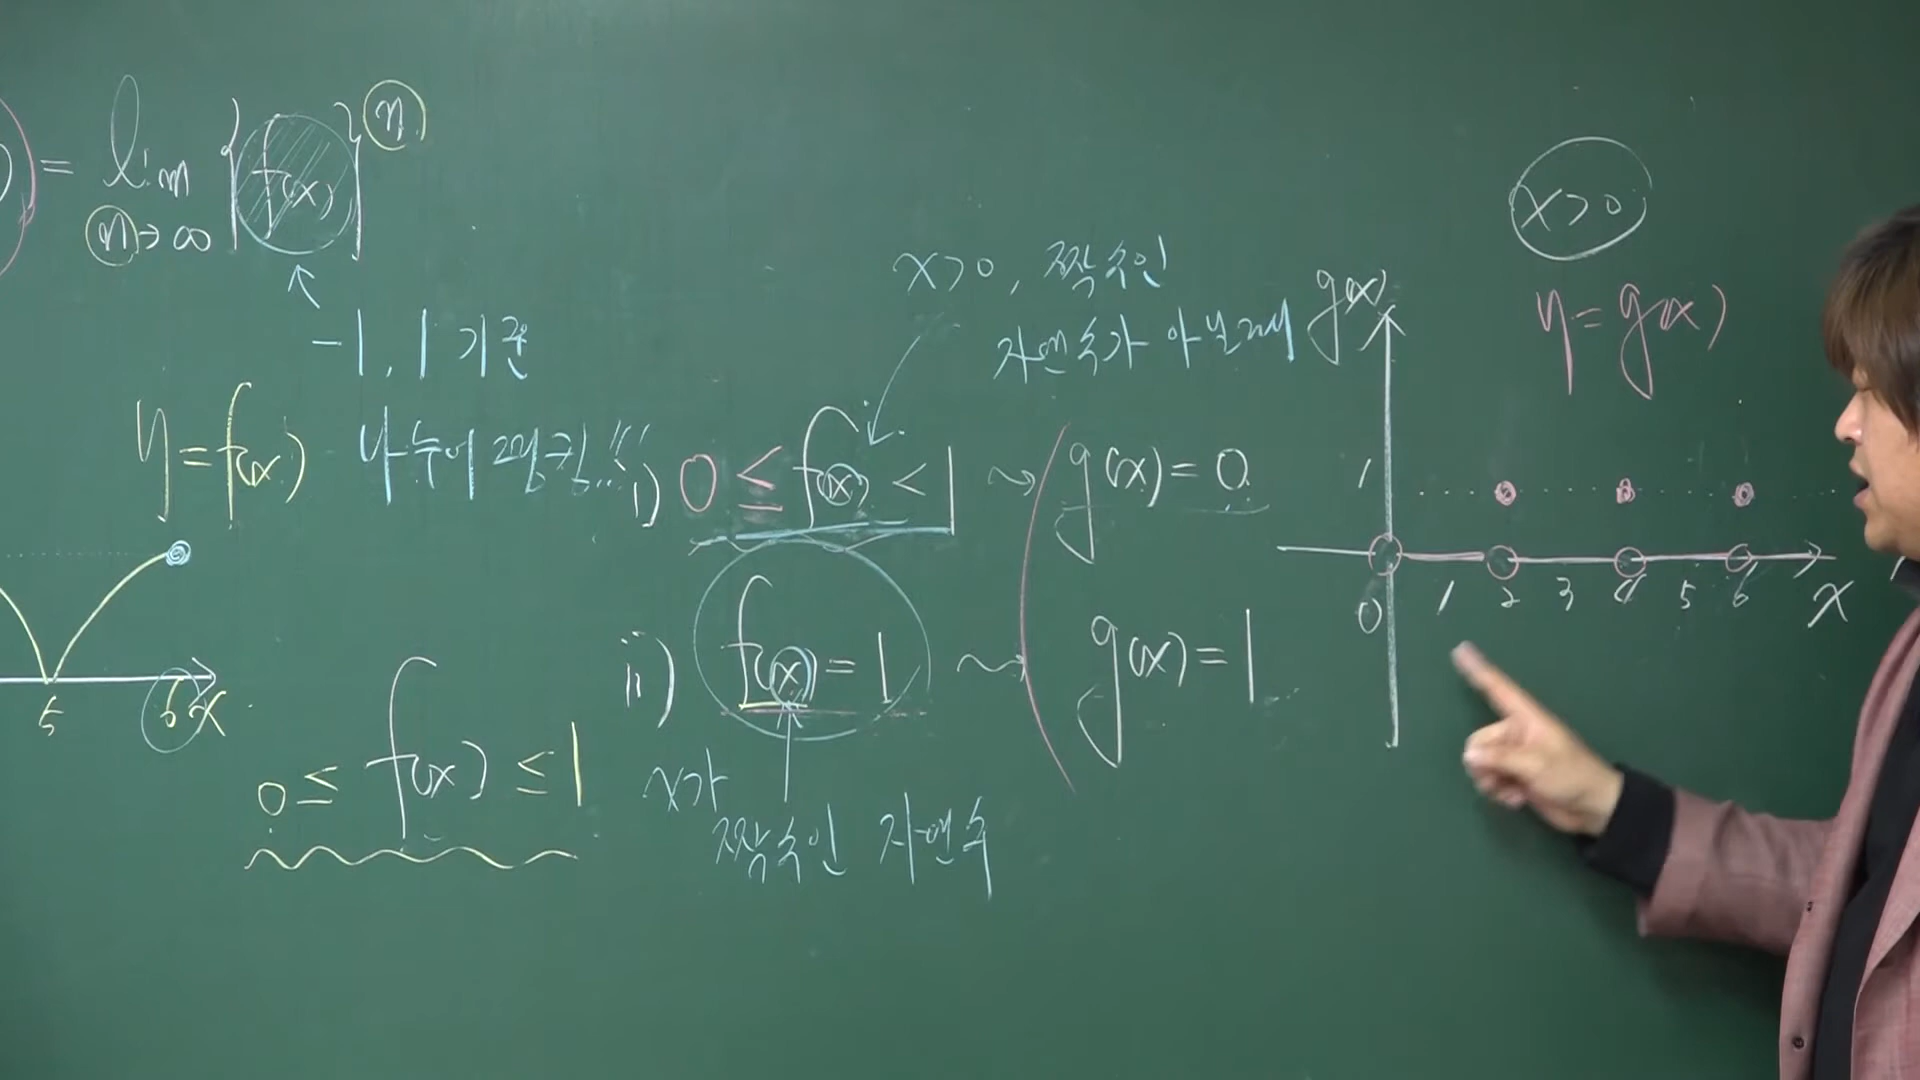 ) = lim { f(x) }ⁿ
n→∞
-1, 1 기준
y = f(x) 나누어 생각!!!
5 6 x
0 ≤ f(x) ≤ 1
x>0, 짝수인
자연수가 아닐 때
i) 0 ≤ f(x) < 1 ⇝ g(x) = 0
ii) f(x) = 1 ⇝ g(x) = 1
x가
짝수인 자연수
x>0
y = g(x)
g(x)
1
0 1 2 3 4 5 6 x